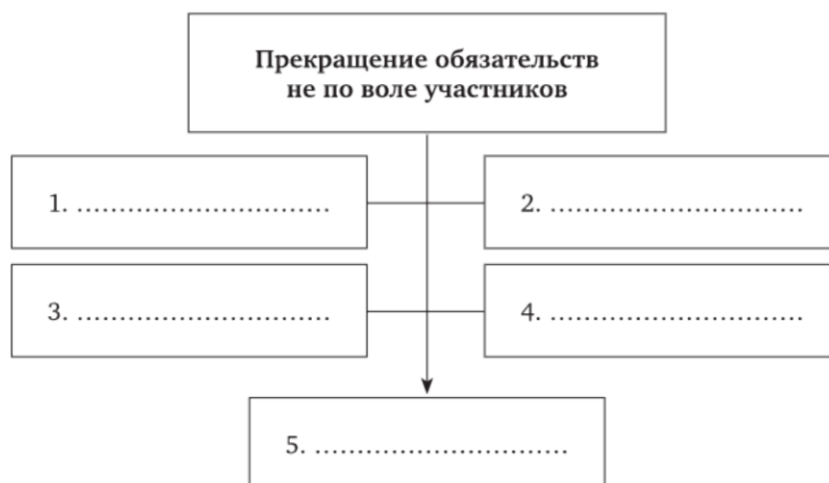 Прекращение обязательств
не по воле участников
1. ..............................
2. ..............................
3. ..............................
4. ..............................
5. ..............................